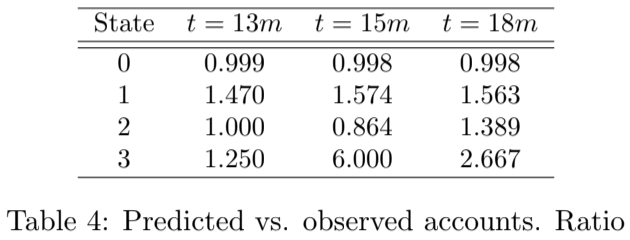 State t = 13m t = 15m t = 18m
0 0.999 0.998 0.998
1 1.470 1.574 1.563
2 1.000 0.864 1.389
3 1.250 6.000 2.667
Table 4: Predicted vs. observed accounts. Ratio